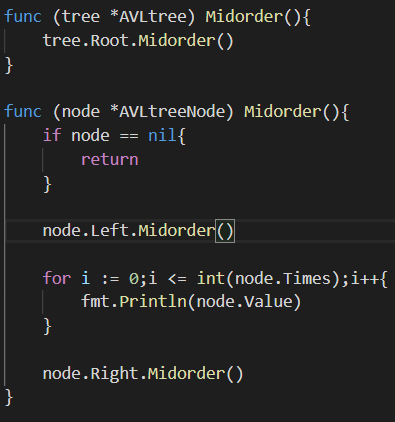 func (tree *AVLtree) Midorder(){
    tree.Root.Midorder()
}

func (node *AVLtreeNode) Midorder(){
    if node == nil{
        return
    }

    node.Left.Midorder()

    for i := 0;i <= int(node.Times);i++{
        fmt.Println(node.Value)
    }

    node.Right.Midorder()
}